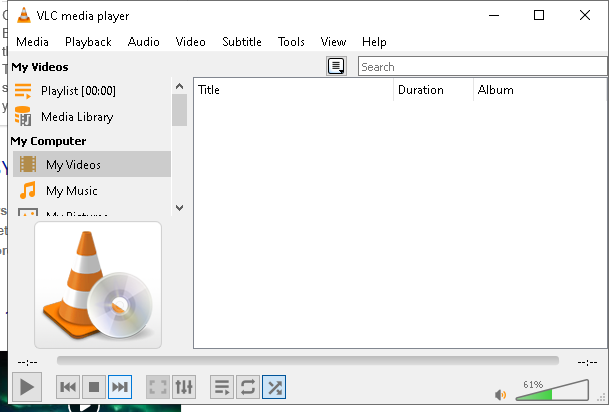 VLC media player
Media Playback Audio Video Subtitle Tools View Help
My Videos
Search
Playlist [00:00]
Media Library
My Computer
My Videos
My Music
My Pictures
Title Duration Album
--:-- --:--
61%